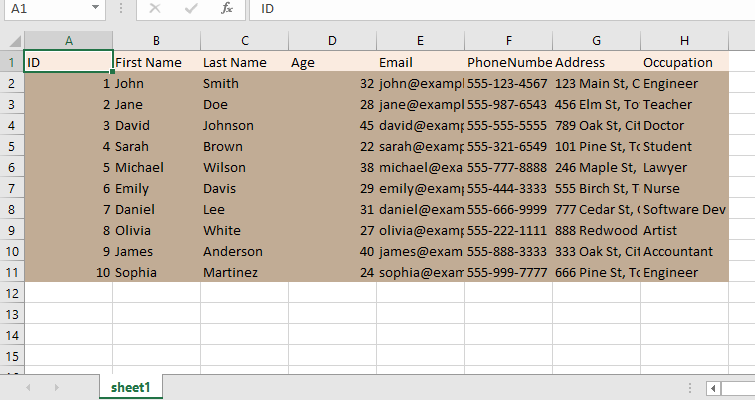 A1 fx ID
A B C D E F G H
1 ID First Name Last Name Age Email PhoneNumbe Address Occupation
2 1 John Smith 32 john@exampl 555-123-4567 123 Main St, C Engineer
3 2 Jane Doe 28 jane@exampl 555-987-6543 456 Elm St, To Teacher
4 3 David Johnson 45 david@examp 555-555-5555 789 Oak St, Cit Doctor
5 4 Sarah Brown 22 sarah@examp 555-321-6549 101 Pine St, To Student
6 5 Michael Wilson 38 michael@exa 555-777-8888 246 Maple St, Lawyer
7 6 Emily Davis 29 emily@examp 555-444-3333 555 Birch St, T Nurse
8 7 Daniel Lee 31 daniel@exam 555-666-9999 777 Cedar St, Software Dev
9 8 Olivia White 27 olivia@examp 555-222-1111 888 Redwood Artist
10 9 James Anderson 40 james@exam 555-888-3333 333 Oak St, Cit Accountant
11 10 Sophia Martinez 24 sophia@exam 555-999-7777 666 Pine St, To Engineer
12
13
14
15
sheet1